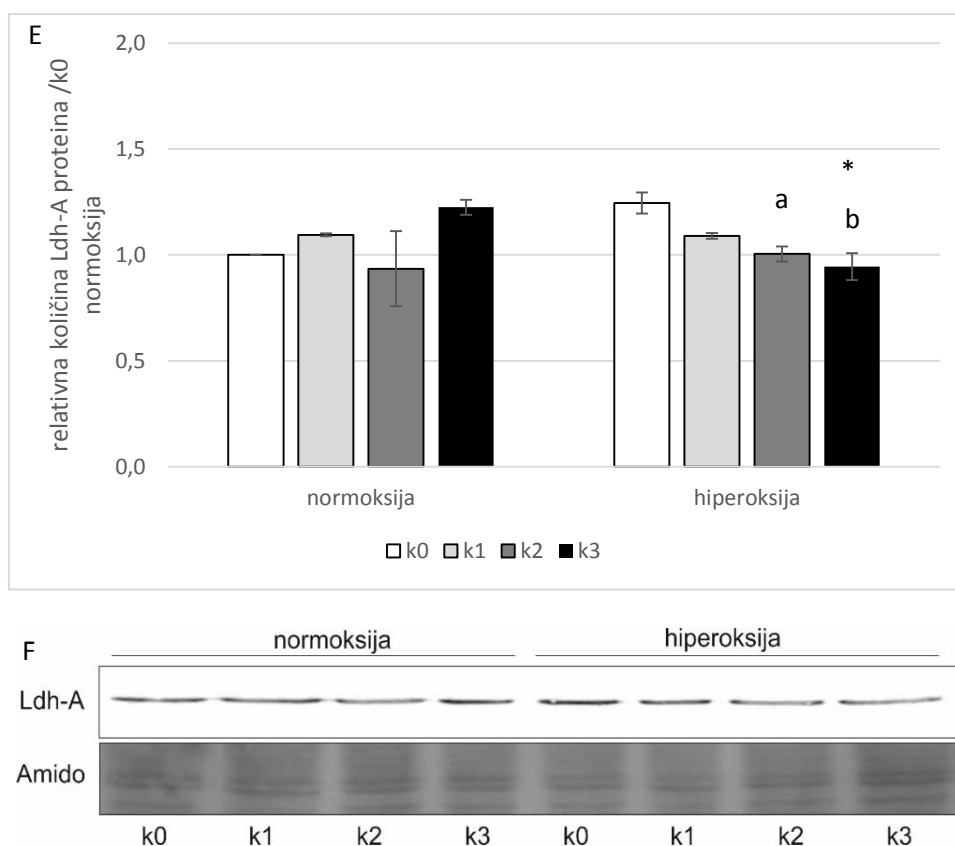 E
relativna količina Ldh-A proteina /k0
normoksija
2,0
1,5
1,0
0,5
0,0
a
*
b
normoksija hiperoksija
k0 k1 k2 k3
F
normoksija hiperoksija
Ldh-A
Amido
k0 k1 k2 k3 k0 k1 k2 k3